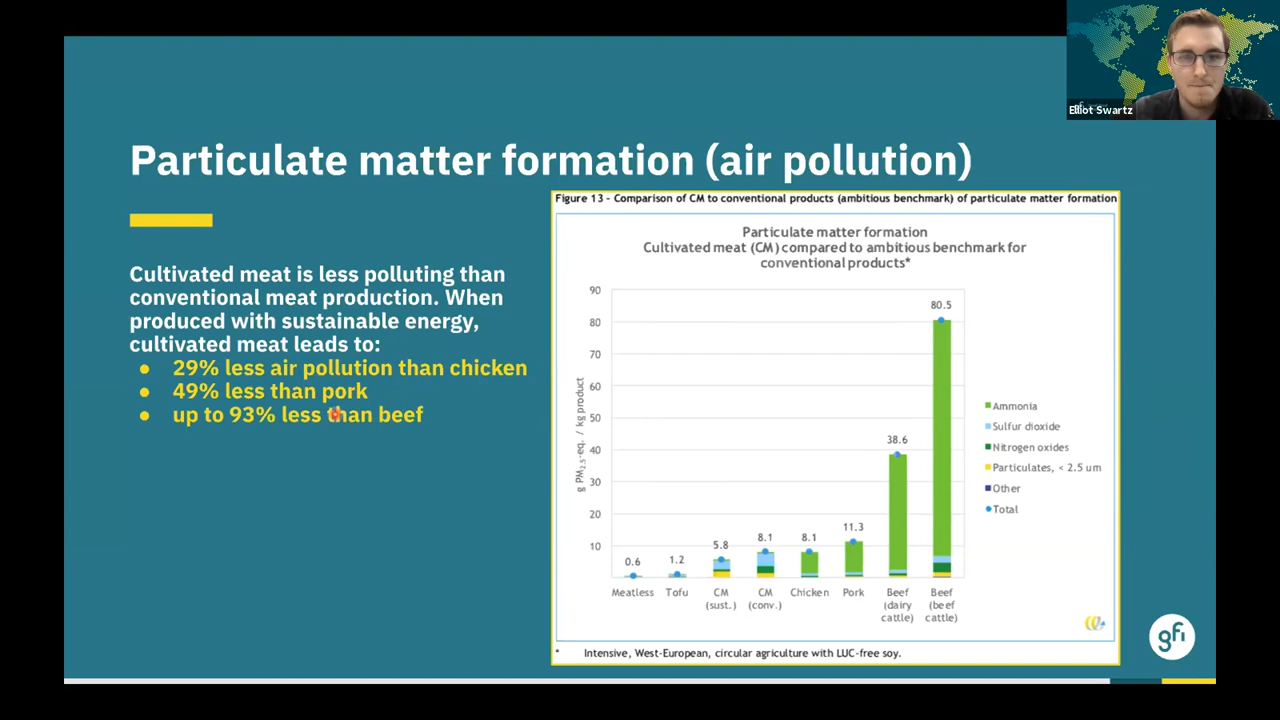 Elliot Swartz
Particulate matter formation (air pollution)
Cultivated meat is less polluting than
conventional meat production. When
produced with sustainable energy,
cultivated meat leads to:
● 29% less air pollution than chicken
● 49% less than pork
● up to 93% less than beef
Figure 13 - Comparison of CM to conventional products (ambitious benchmark) of particulate matter formation
Particulate matter formation
Cultivated meat (CM) compared to ambitious benchmark for
conventional products*
g PM2.5-eq. / kg product
90
80
70
60
50
40
30
20
10
0.6
1.2
5.8
8.1
8.1
11.3
38.6
80.5
Meatless
Tofu
CM
(sust.)
CM
(conv.)
Chicken
Pork
Beef
(dairy
cattle)
Beef
(beef
cattle)
Ammonia
Sulfur dioxide
Nitrogen oxides
Particulates, < 2.5 um
Other
Total
* Intensive, West-European, circular agriculture with LUC-free soy.
gfi